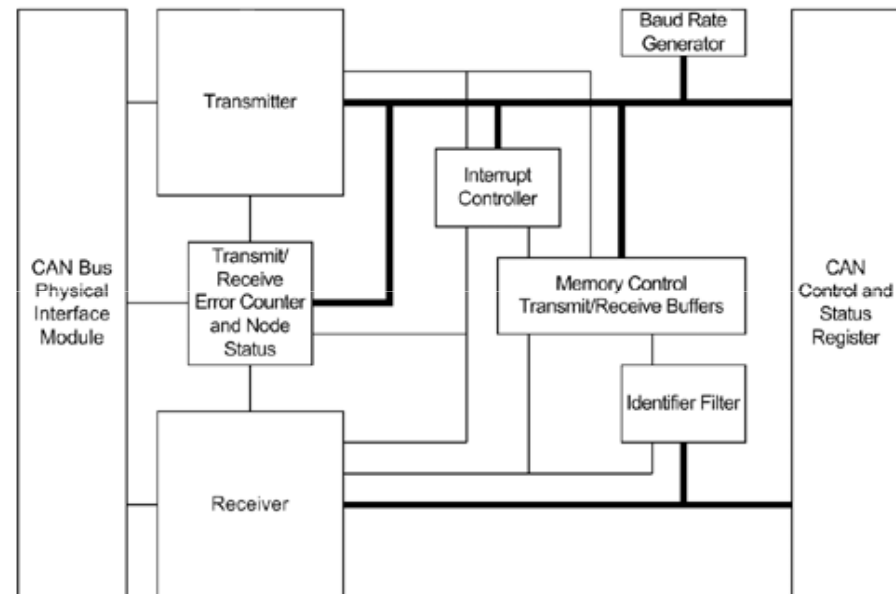 Baud Rate
Generator
Transmitter
Interrupt
Controller
CAN Bus
Physical
Interface
Module
Transmit/
Receive
Error Counter
and Node
Status
Memory Control
Transmit/Receive Buffers
CAN
Control and
Status
Register
Identifier Filter
Receiver